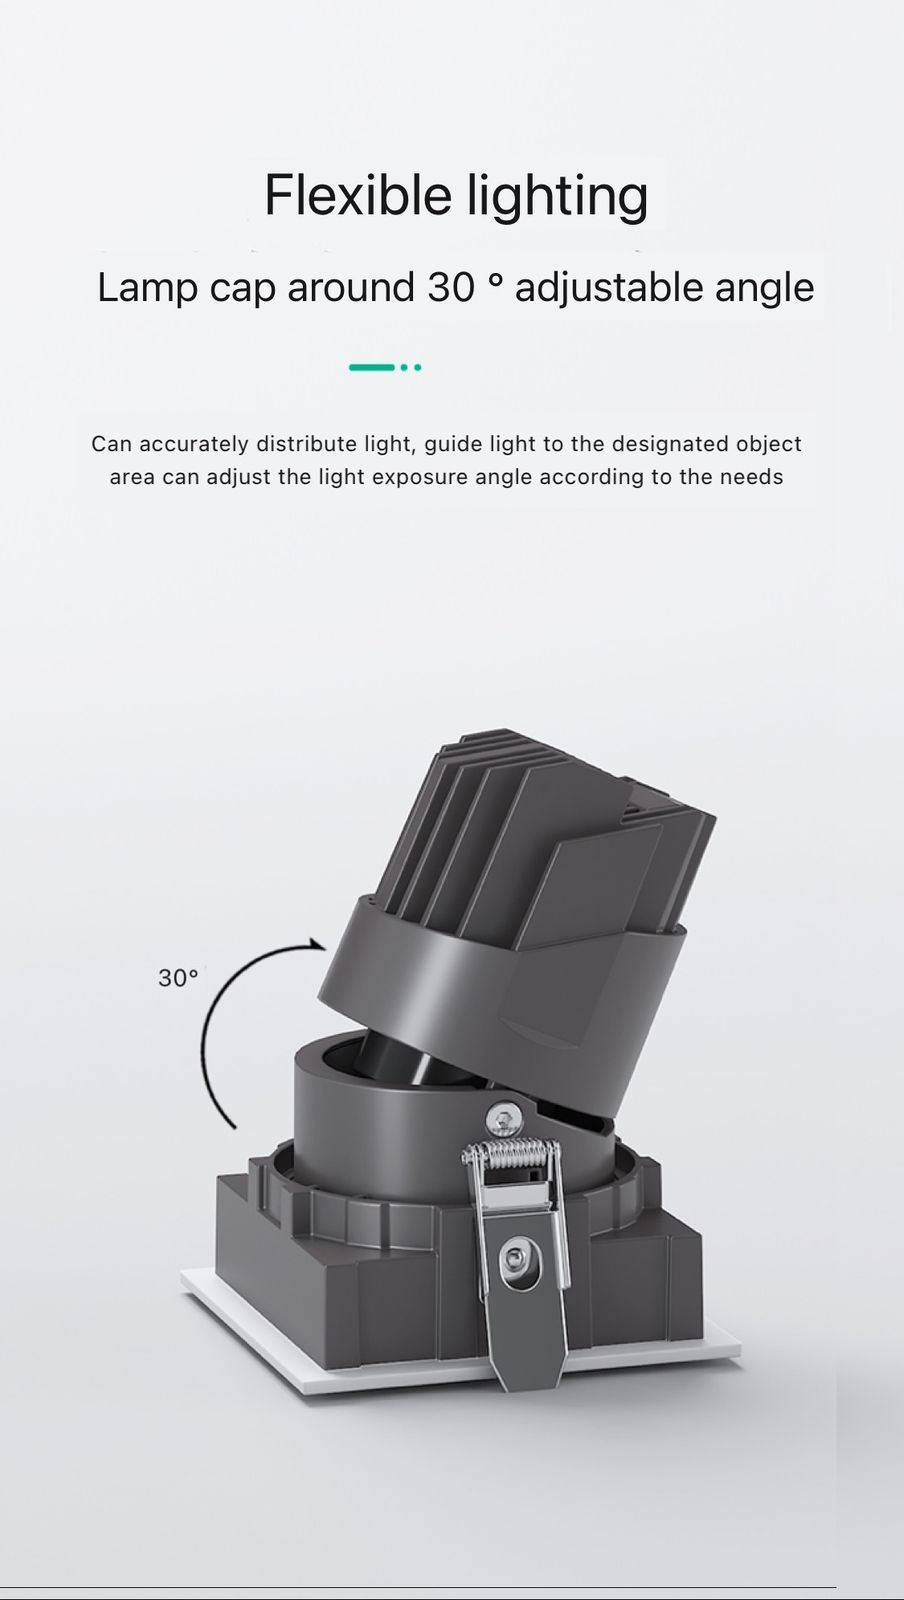 Flexible lighting
Lamp cap around 30 ° adjustable angle
Can accurately distribute light, guide light to the designated object
area can adjust the light exposure angle according to the needs
30°